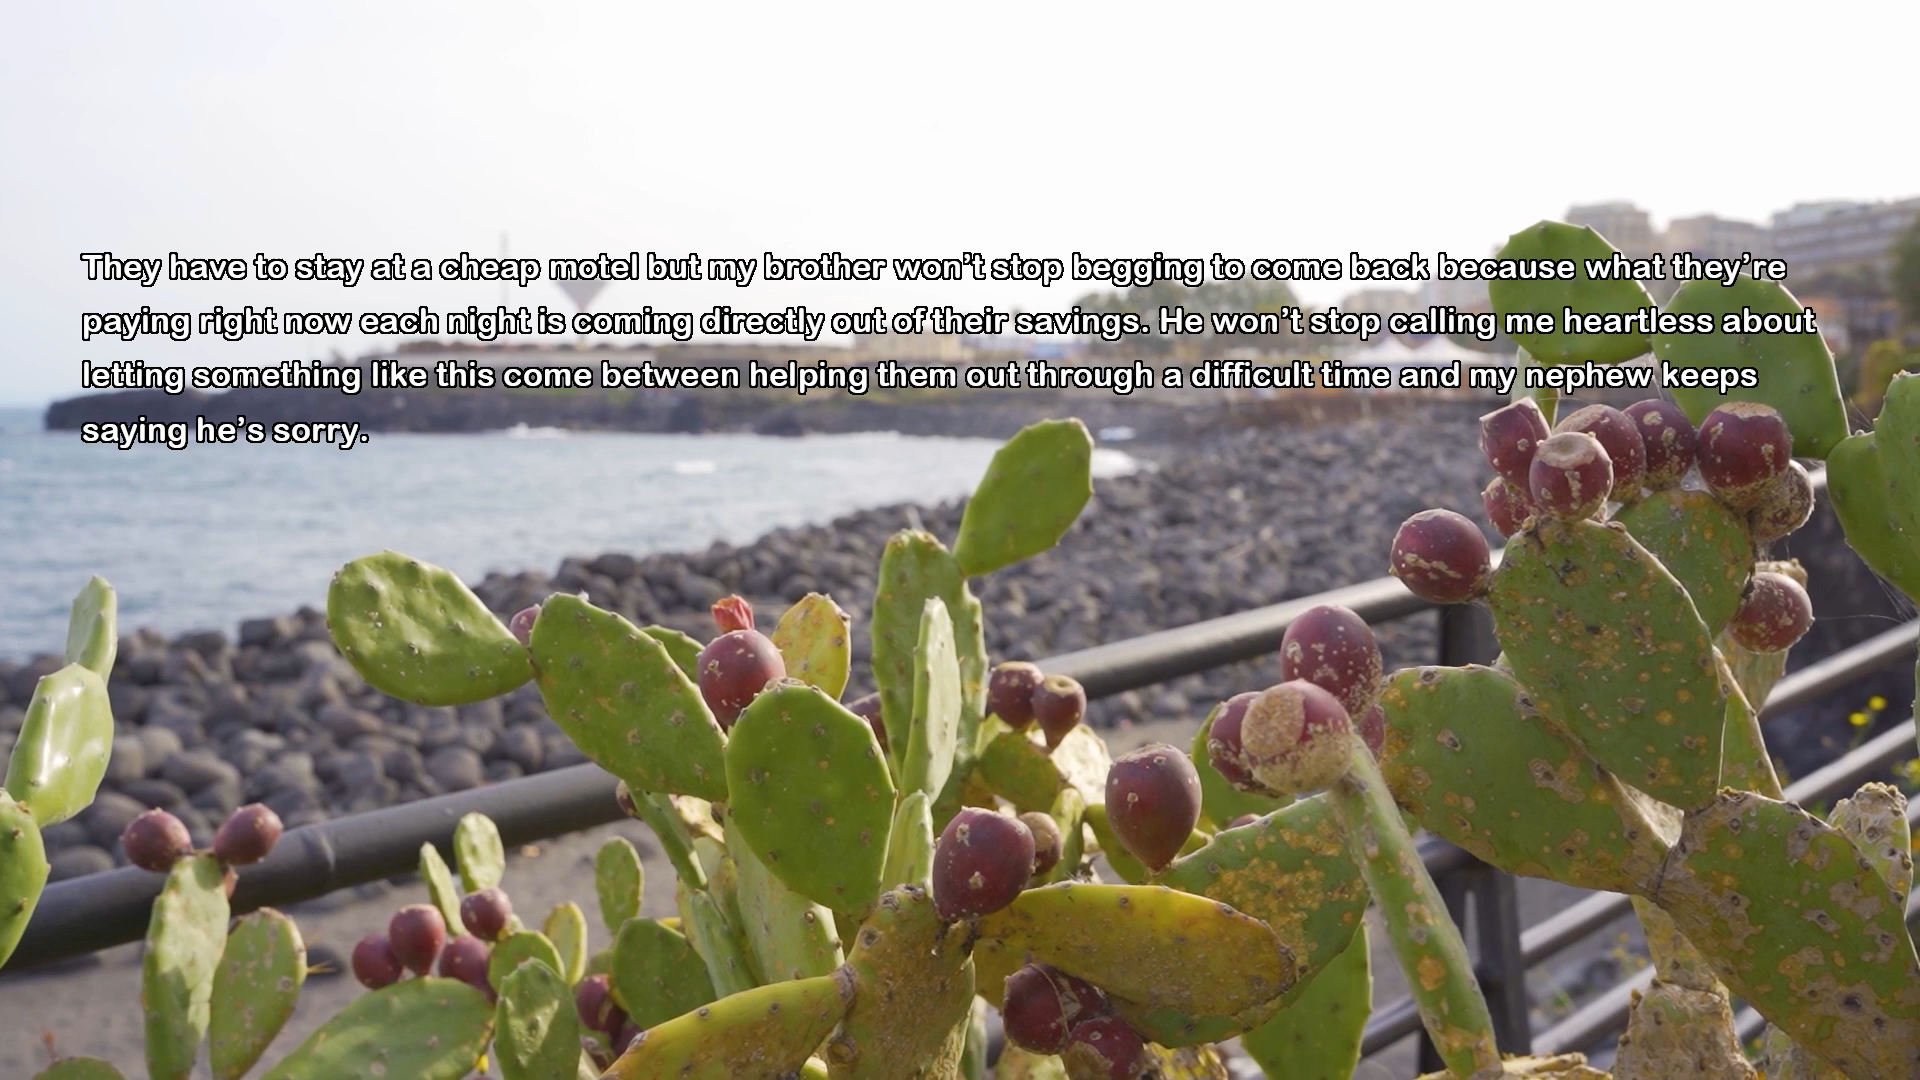 They have to stay at a cheap motel but my brother won’t stop begging to come back because what they’re
paying right now each night is coming directly out of their savings. He won’t stop calling me heartless about
letting something like this come between helping them out through a difficult time and my nephew keeps
saying he’s sorry.